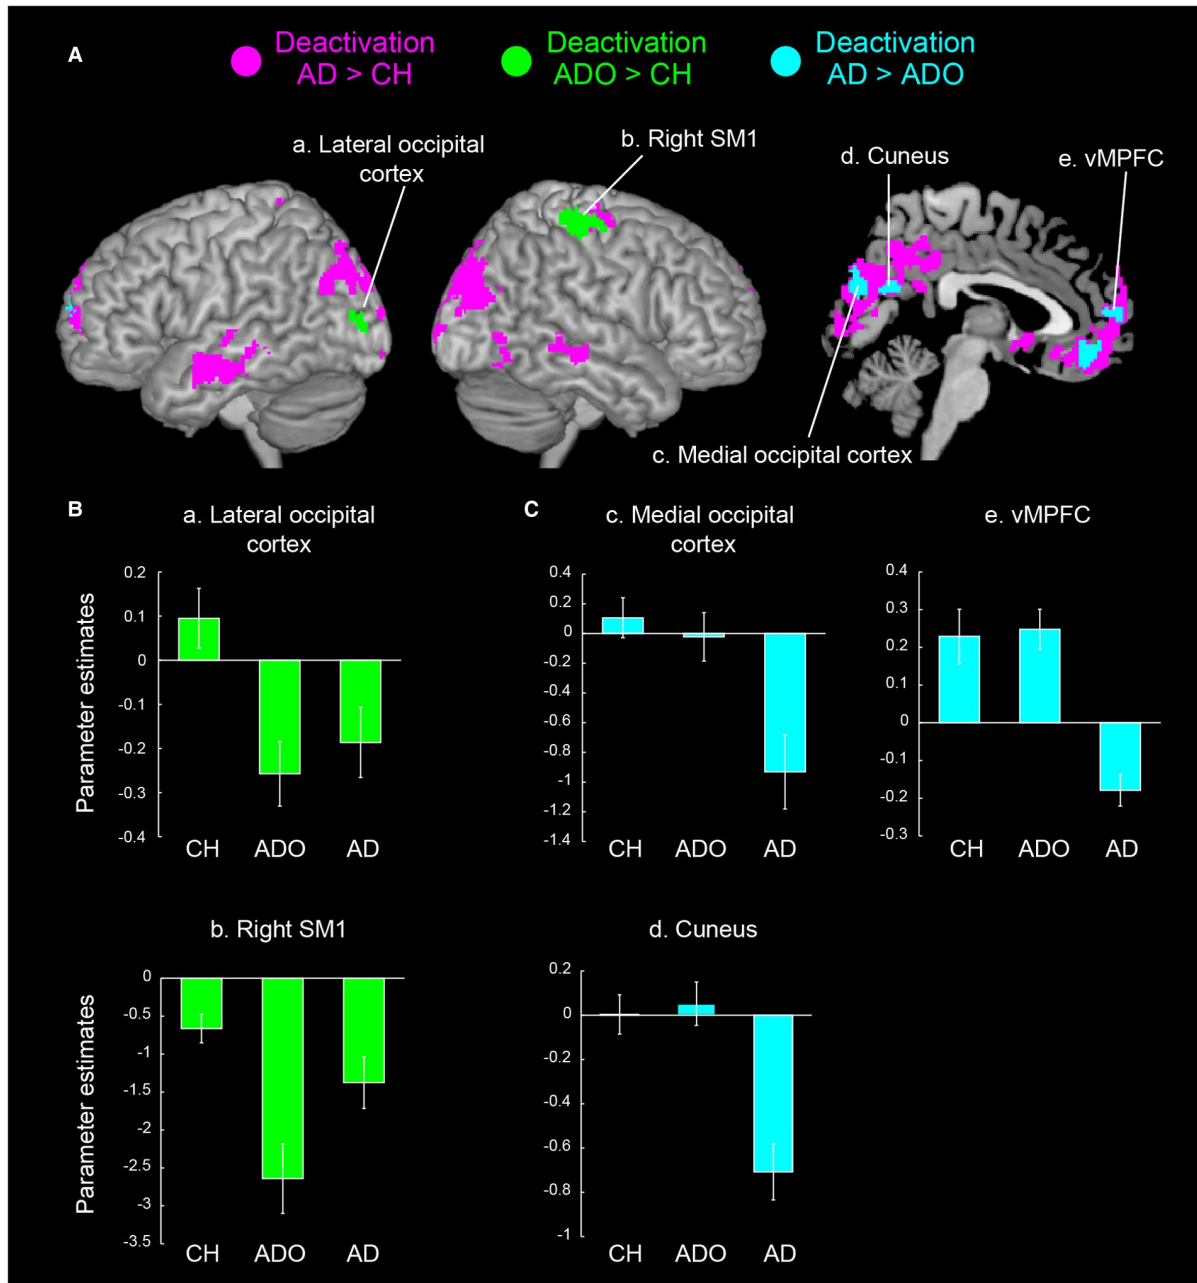 A
Deactivation
AD > CH
Deactivation
ADO > CH
Deactivation
AD > ADO
a. Lateral occipital
cortex
b. Right SM1
d. Cuneus
e. vMPFC
c. Medial occipital cortex
B
a. Lateral occipital
cortex
Parameter estimates
0.2
0.1
0
-0.1
-0.2
-0.3
-0.4
CH ADO AD
C
c. Medial occipital
cortex
0.4
0.2
0
-0.2
-0.4
-0.6
-0.8
-1
-1.2
-1.4
CH ADO AD
e. vMPFC
0.4
0.3
0.2
0.1
0
-0.1
-0.2
-0.3
CH ADO AD
b. Right SM1
Parameter estimates
0
-0.5
-1
-1.5
-2
-2.5
-3
-3.5
CH ADO AD
d. Cuneus
0.2
0
-0.2
-0.4
-0.6
-0.8
-1
CH ADO AD